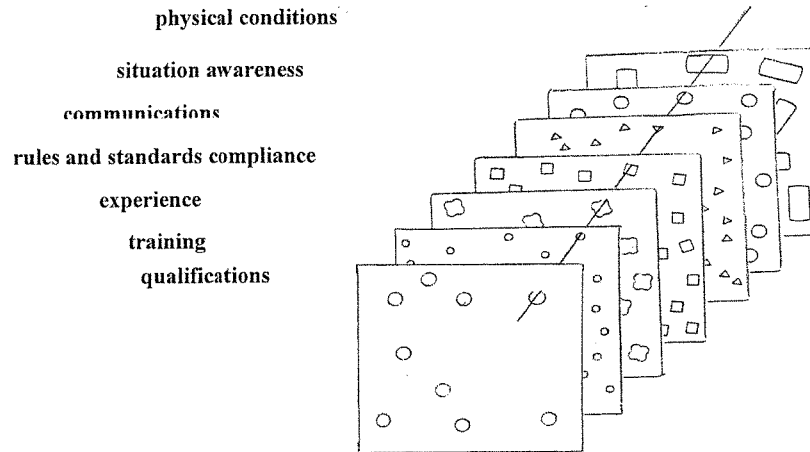 physical conditions
situation awareness
communications
rules and standards compliance
experience
training
qualifications